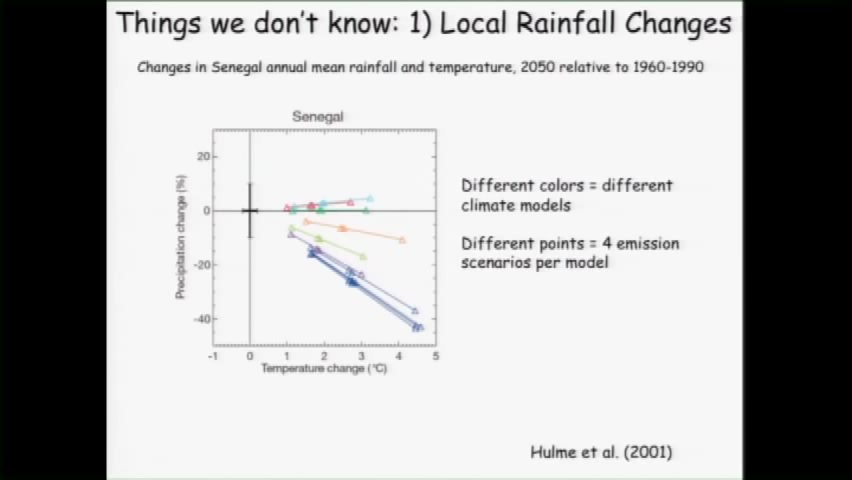 Things we don't know: 1) Local Rainfall Changes
Changes in Senegal annual mean rainfall and temperature, 2050 relative to 1960-1990
Senegal
20
0
-20
-40
Precipitation change (%)
-1 0 1 2 3 4 5
Temperature change (°C)
Different colors = different
climate models
Different points = 4 emission
scenarios per model
Hulme et al. (2001)